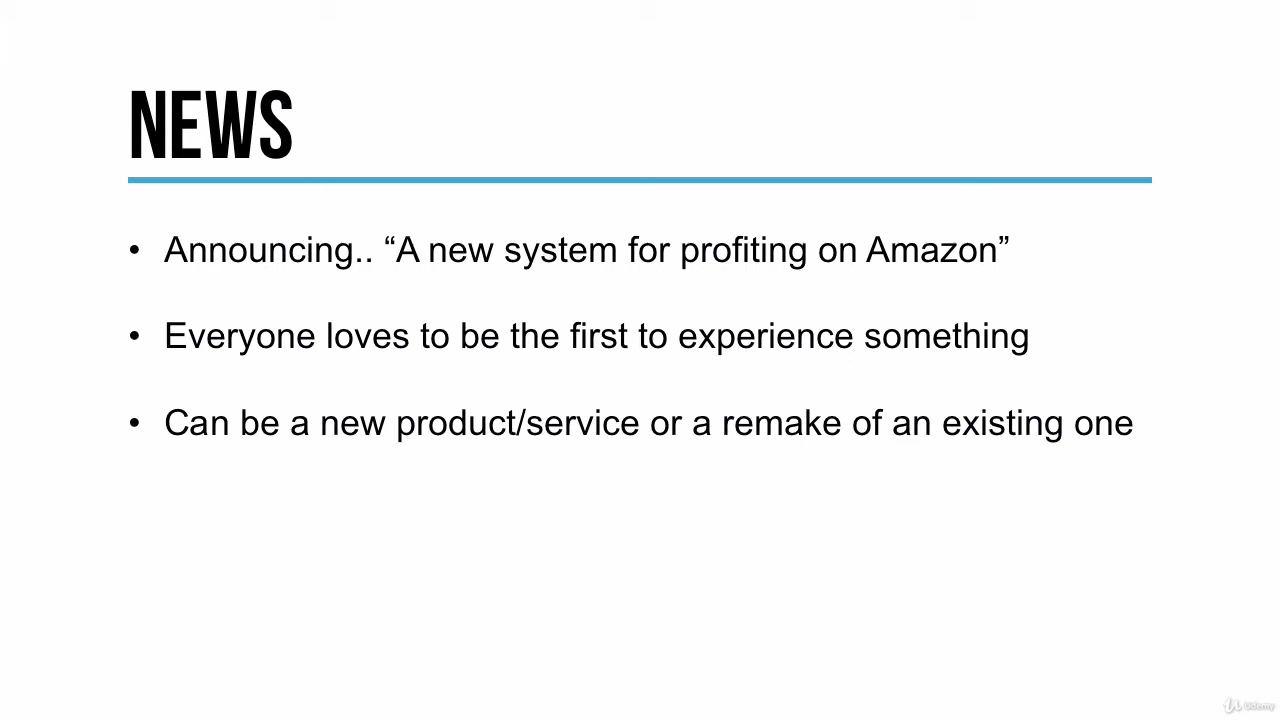 NEWS
• Announcing.. “A new system for profiting on Amazon”
• Everyone loves to be the first to experience something
• Can be a new product/service or a remake of an existing one
Udemy